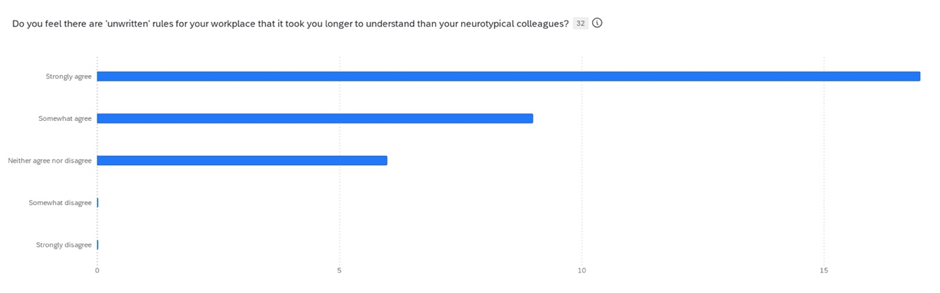 Do you feel there are 'unwritten' rules for your workplace that it took you longer to understand than your neurotypical colleagues? 32
Strongly agree
Somewhat agree
Neither agree nor disagree
Somewhat disagree
Strongly disagree
0 5 10 15